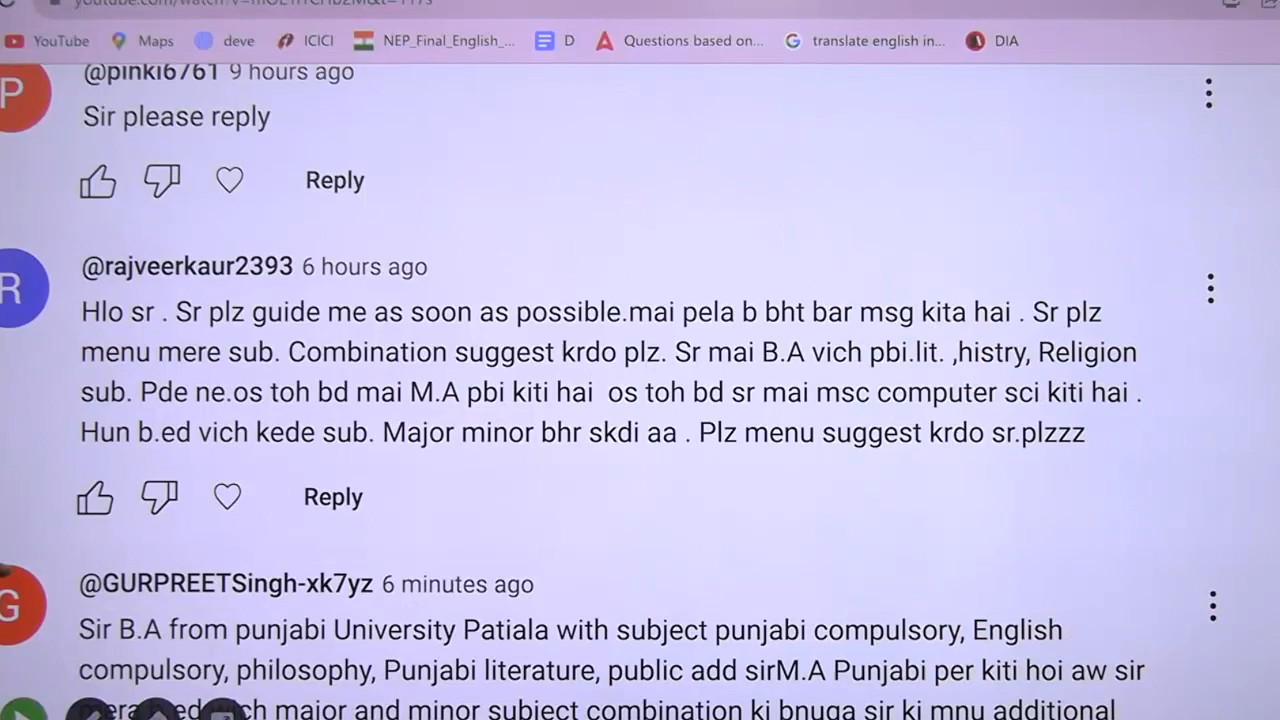 YouTube Maps deve ICICI NEP_Final_English_... D Questions based on... translate english in... DIA
P
@pinki6761 9 hours ago
Sir please reply
Reply
R
@rajveerkaur2393 6 hours ago
Hlo sr . Sr plz guide me as soon as possible.mai pela b bht bar msg kita hai . Sr plz
menu mere sub. Combination suggest krdo plz. Sr mai B.A vich pbi.lit. ,histry, Religion
sub. Pde ne.os toh bd mai M.A pbi kiti hai os toh bd sr mai msc computer sci kiti hai .
Hun b.ed vich kede sub. Major minor bhr skdi aa . Plz menu suggest krdo sr.plzzz
Reply
G
@GURPREETSingh-xk7yz 6 minutes ago
Sir B.A from punjabi University Patiala with subject punjabi compulsory, English
compulsory, philosophy, Punjabi literature, public add sirM.A Punjabi per kiti hoi aw sir
mera b.ed vich major and minor subject combination ki bnuga sir ki mnu additional